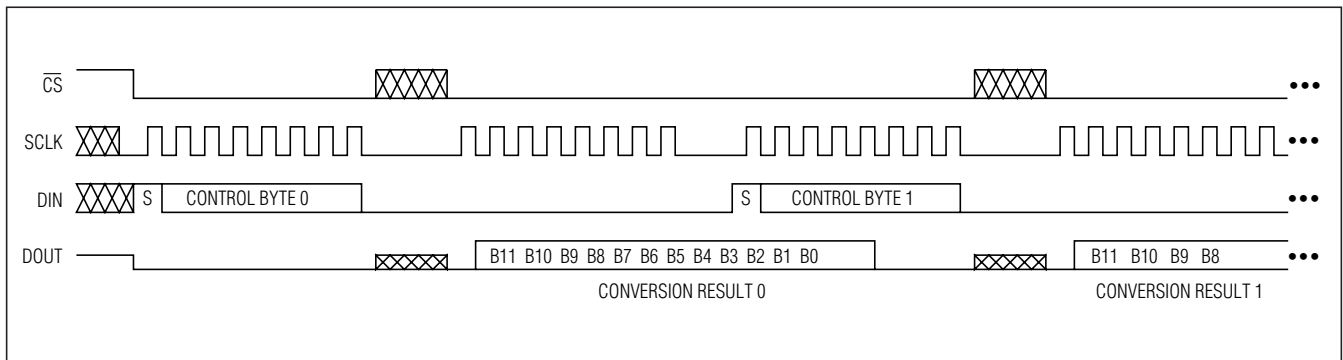 CS
•••
SCLK
•••
DIN S CONTROL BYTE 0 S CONTROL BYTE 1
•••
DOUT B11 B10 B9 B8 B7 B6 B5 B4 B3 B2 B1 B0 B11 B10 B9 B8
•••
CONVERSION RESULT 0 CONVERSION RESULT 1